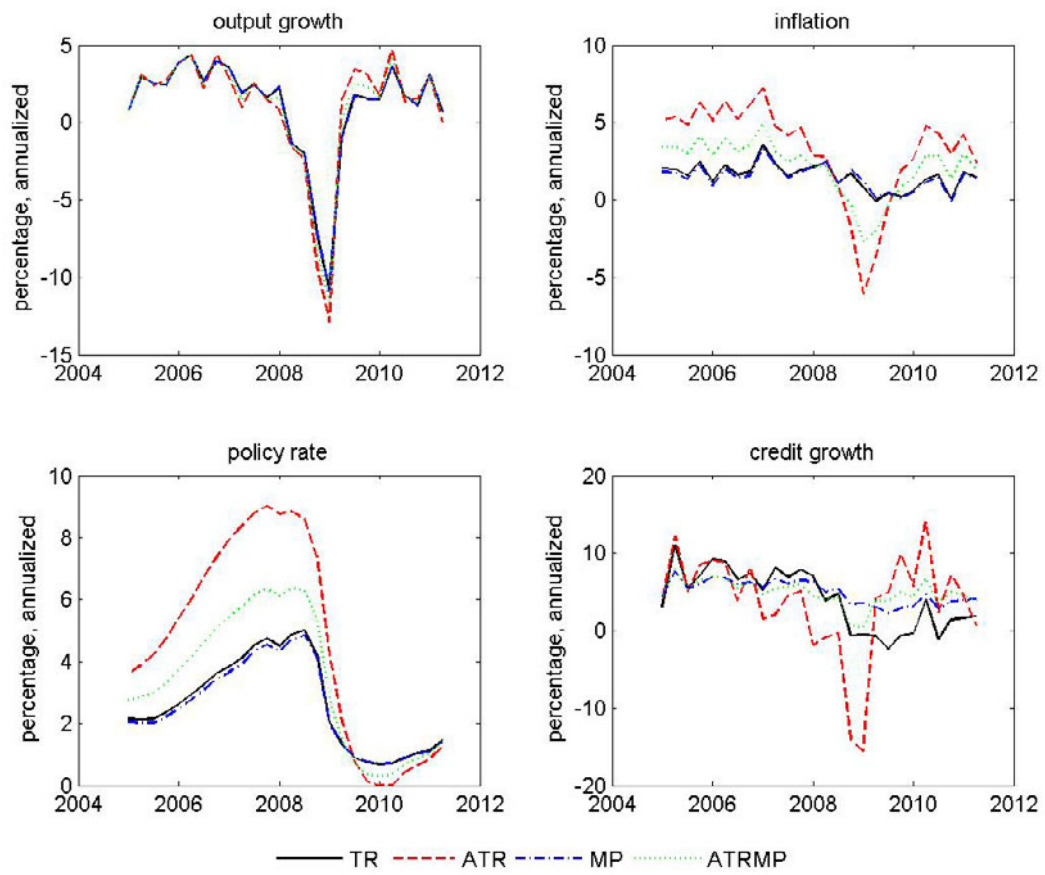 output growth
percentage, annualized
5
0
-5
-10
-15
2004 2006 2008 2010 2012
inflation
percentage, annualized
10
5
0
-5
-10
2004 2006 2008 2010 2012
policy rate
percentage, annualized
10
8
6
4
2
0
2004 2006 2008 2010 2012
credit growth
percentage, annualized
20
10
0
-10
-20
2004 2006 2008 2010 2012
TR ATR MP ATRMP